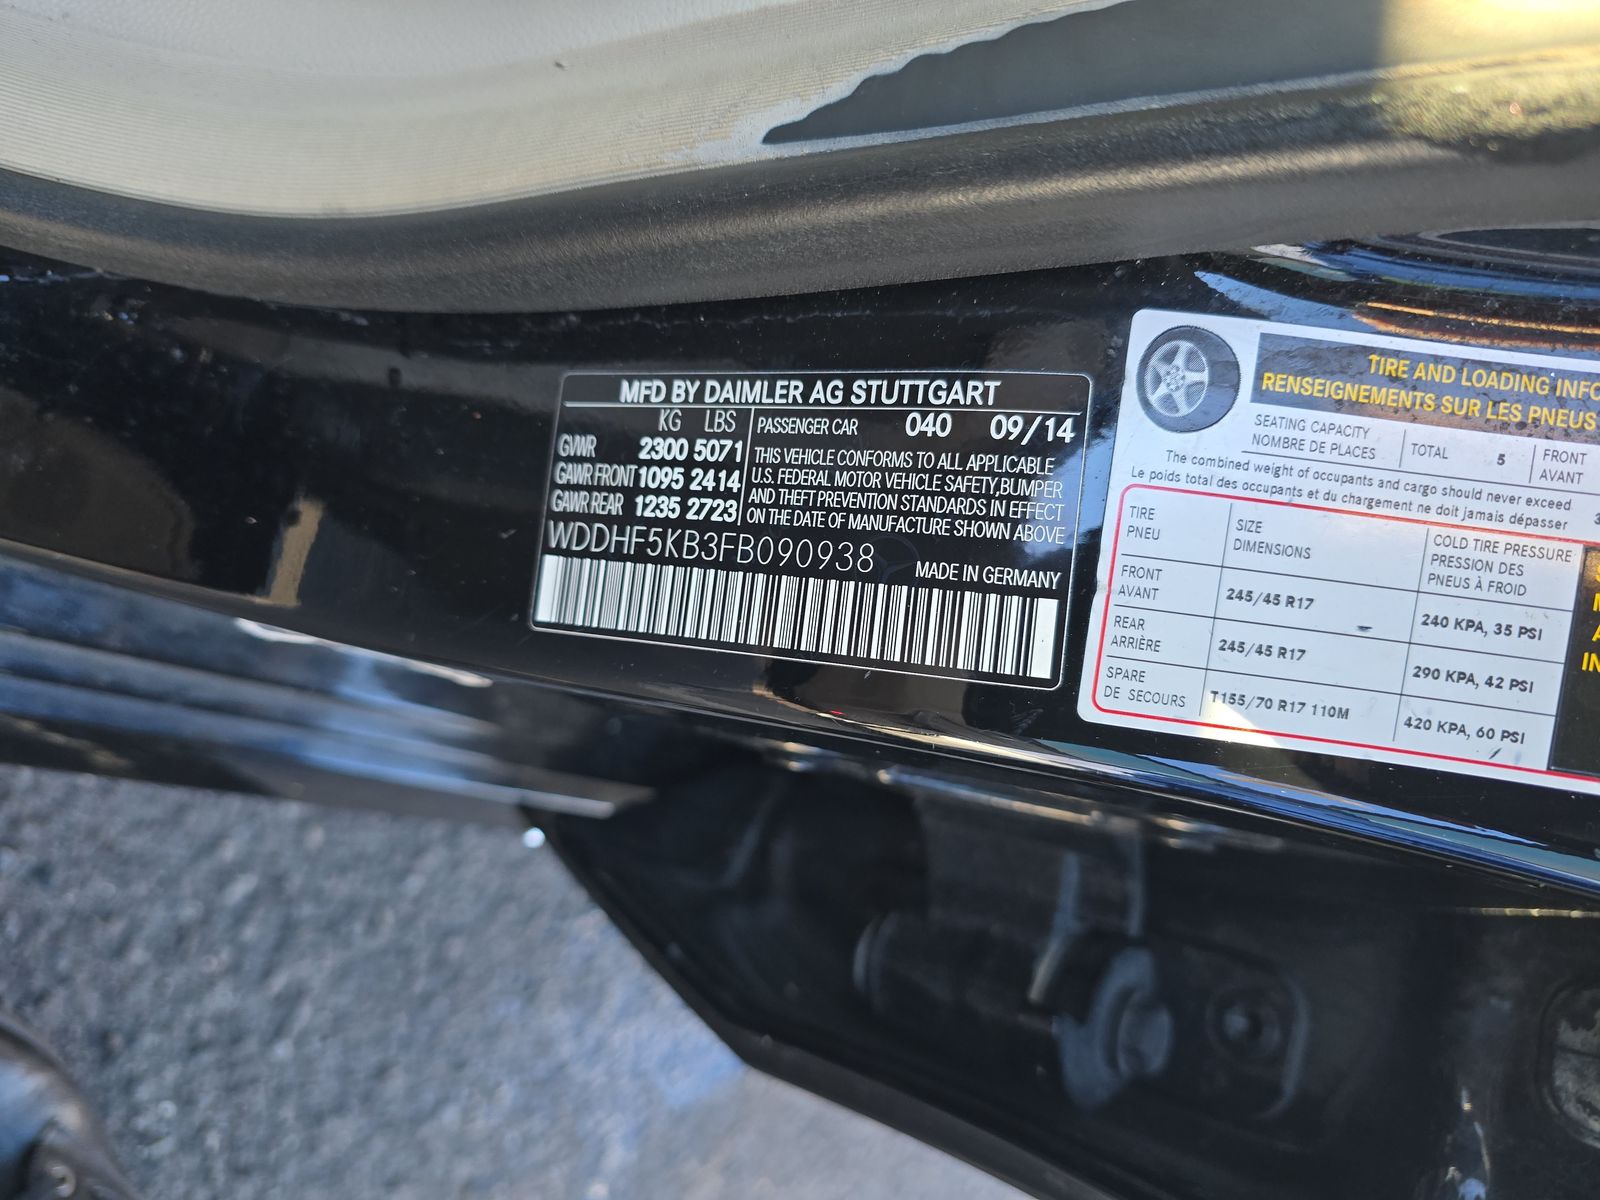 MFD BY DAIMLER AG STUTTGART
KG LBS
GVWR 2300 5071
GAWR FRONT 1095 2414
GAWR REAR 1235 2723
PASSENGER CAR 040 09/14
THIS VEHICLE CONFORMS TO ALL APPLICABLE
U.S. FEDERAL MOTOR VEHICLE SAFETY, BUMPER
AND THEFT PREVENTION STANDARDS IN EFFECT
ON THE DATE OF MANUFACTURE SHOWN ABOVE
WDDHF5KB3FB090938
MADE IN GERMANY
TIRE AND LOADING INFO
RENSEIGNEMENTS SUR LES PNEUS
SEATING CAPACITY
NOMBRE DE PLACES
TOTAL 5
FRONT
AVANT
The combined weight of occupants and cargo should never exceed
Le poids total des occupants et du chargement ne doit jamais dépasser
TIRE
PNEU
SIZE
DIMENSIONS
COLD TIRE PRESSURE
PRESSION DES
PNEUS À FROID
FRONT
AVANT
245/45 R17
240 KPA, 35 PSI
REAR
ARRIÈRE
245/45 R17
290 KPA, 42 PSI
SPARE
DE SECOURS
T155/70 R17 110M
420 KPA, 60 PSI